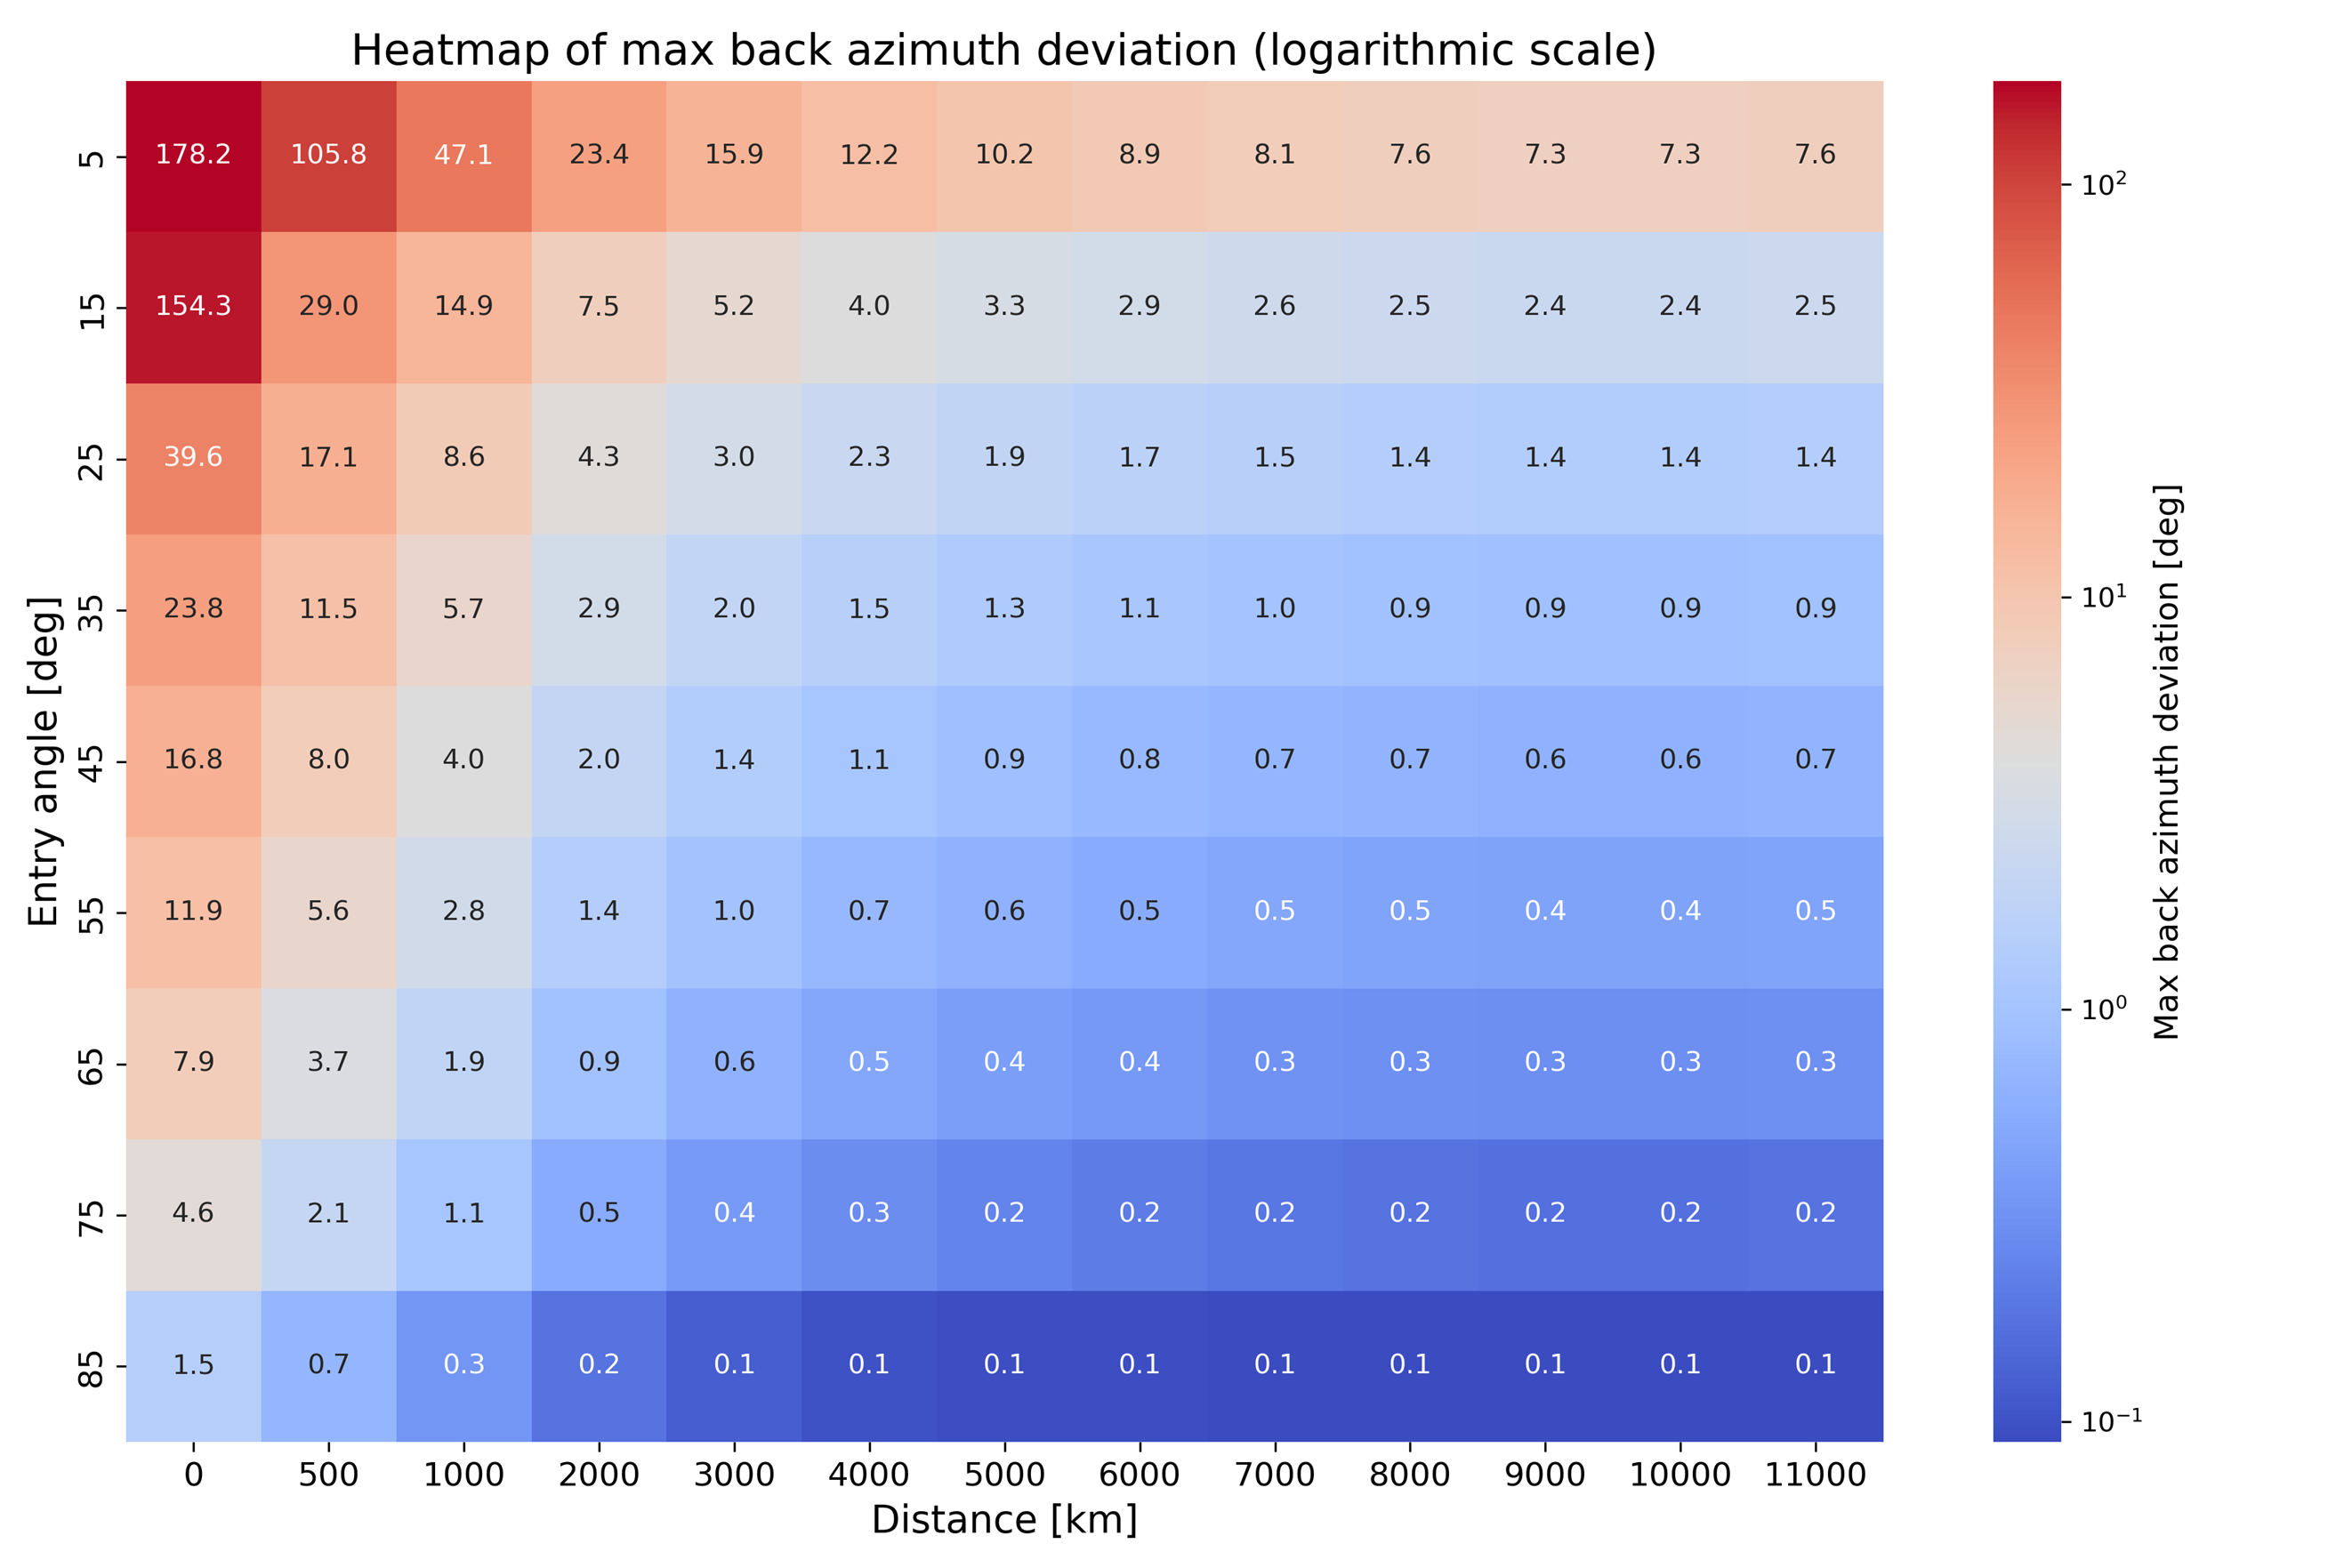 Heatmap of max back azimuth deviation (logarithmic scale)
Entry angle [deg]
5 178.2 105.8 47.1 23.4 15.9 12.2 10.2 8.9 8.1 7.6 7.3 7.3 7.6
15 154.3 29.0 14.9 7.5 5.2 4.0 3.3 2.9 2.6 2.5 2.4 2.4 2.5
25 39.6 17.1 8.6 4.3 3.0 2.3 1.9 1.7 1.5 1.4 1.4 1.4 1.4
35 23.8 11.5 5.7 2.9 2.0 1.5 1.3 1.1 1.0 0.9 0.9 0.9 0.9
45 16.8 8.0 4.0 2.0 1.4 1.1 0.9 0.8 0.7 0.7 0.6 0.6 0.7
55 11.9 5.6 2.8 1.4 1.0 0.7 0.6 0.5 0.5 0.5 0.4 0.4 0.5
65 7.9 3.7 1.9 0.9 0.6 0.5 0.4 0.4 0.3 0.3 0.3 0.3 0.3
75 4.6 2.1 1.1 0.5 0.4 0.3 0.2 0.2 0.2 0.2 0.2 0.2 0.2
85 1.5 0.7 0.3 0.2 0.1 0.1 0.1 0.1 0.1 0.1 0.1 0.1 0.1
0 500 1000 2000 3000 4000 5000 6000 7000 8000 9000 10000 11000
Distance [km]
10²
10¹
10⁰
10⁻¹
Max back azimuth deviation [deg]